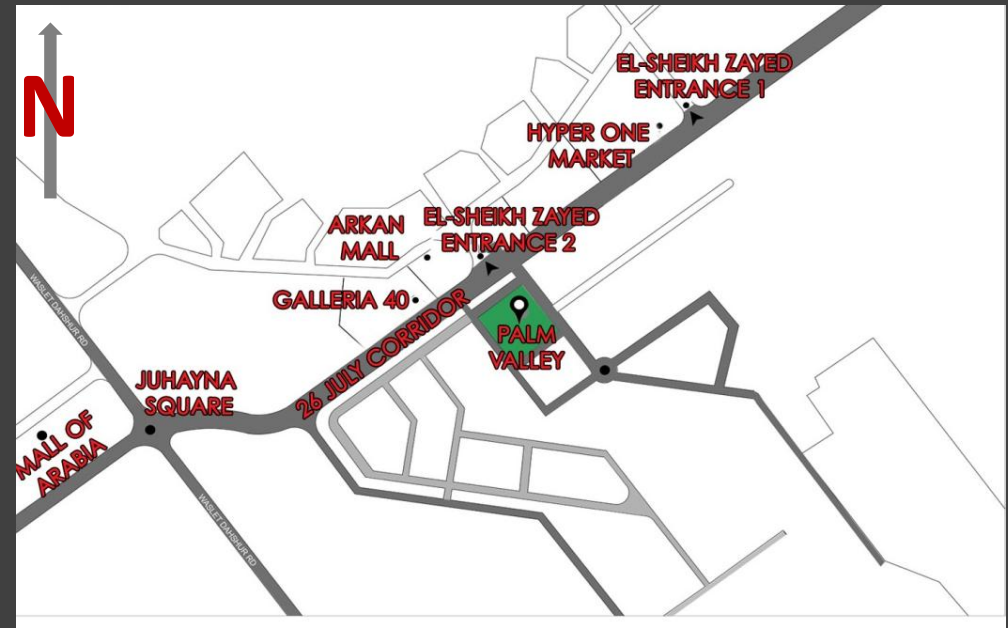 N
EL-SHEIKH ZAYED
ENTRANCE 1
HYPER ONE
MARKET
ARKAN
MALL
EL-SHEIKH ZAYED
ENTRANCE 2
GALLERIA 40
26 JULY CORRIDOR
PALM
VALLEY
WASLET DAHSHUR RD
JUHAYNA
SQUARE
MALL OF
ARABIA
WASLET DAHSHUR RD